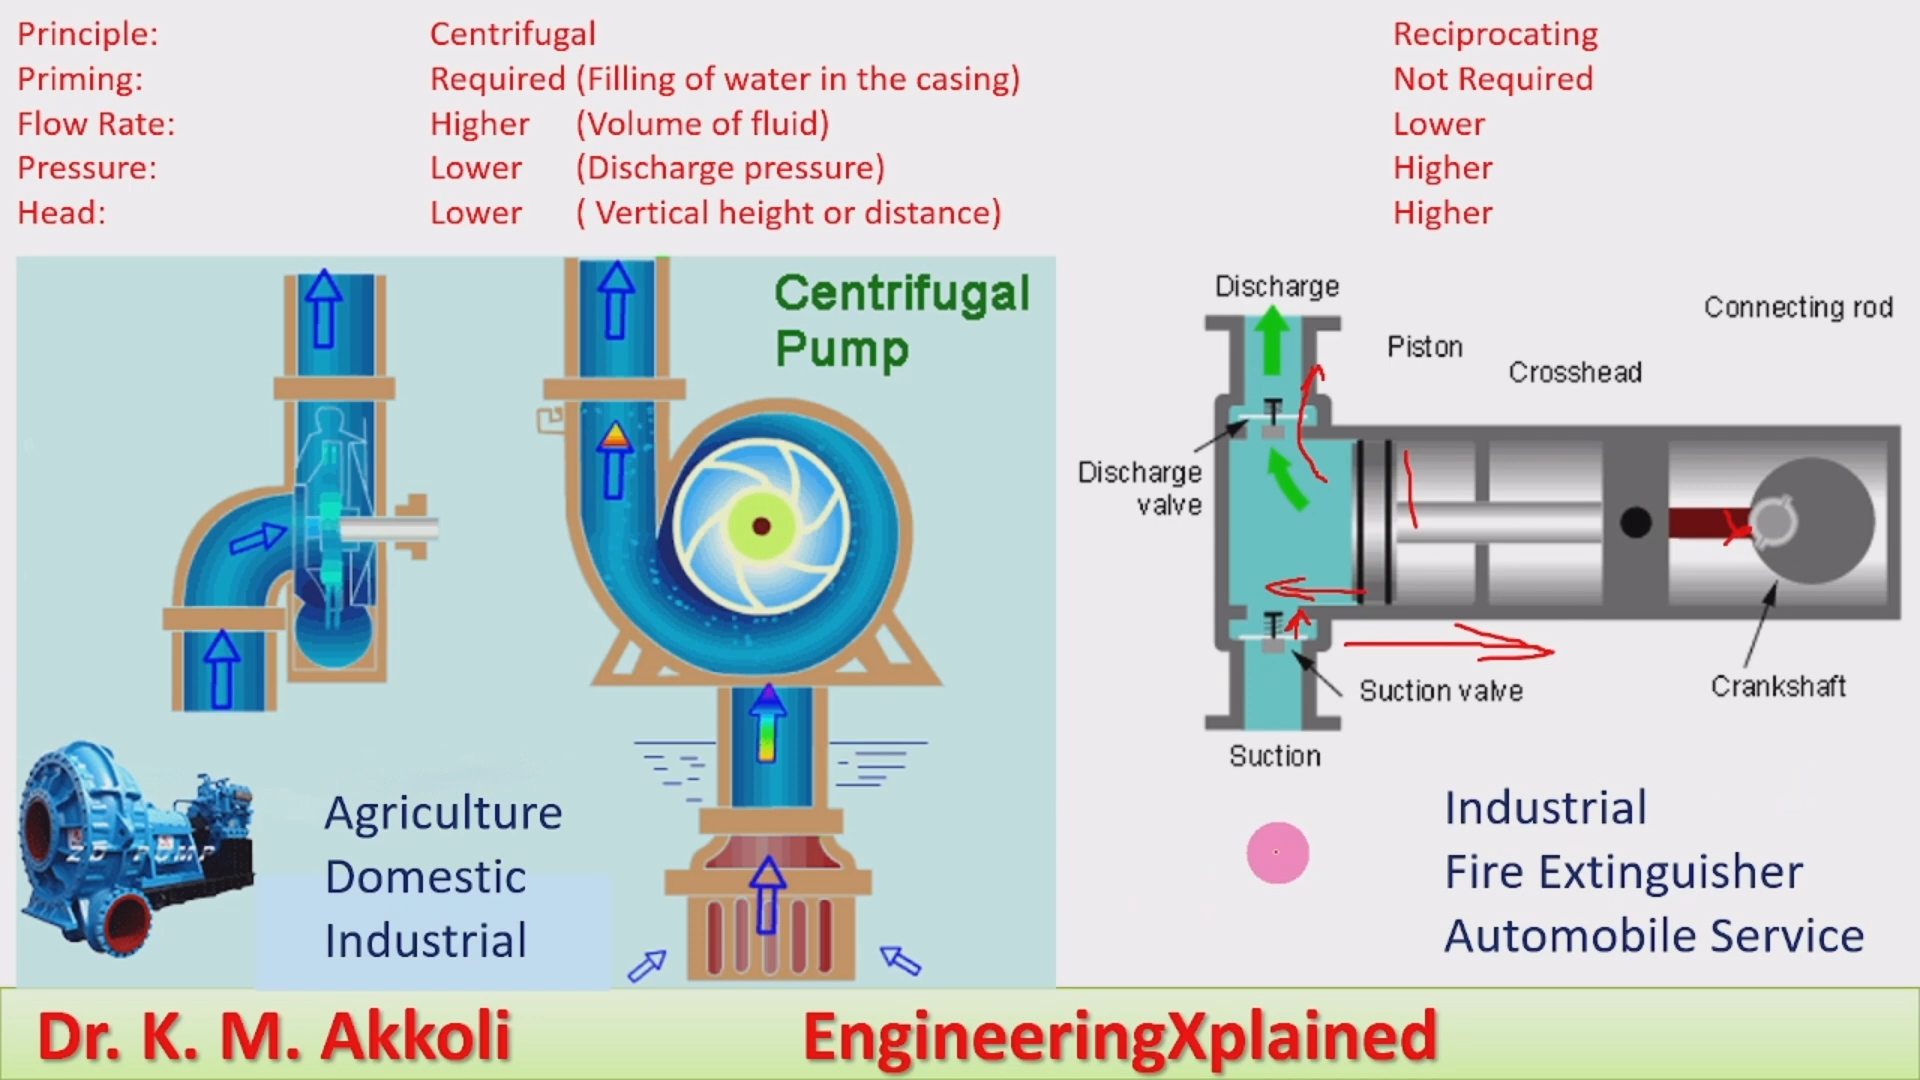 Principle: Centrifugal Reciprocating
Priming: Required (Filling of water in the casing) Not Required
Flow Rate: Higher (Volume of fluid) Lower
Pressure: Lower (Discharge pressure) Higher
Head: Lower ( Vertical height or distance) Higher
Centrifugal
Pump
Discharge
Connecting rod
Piston
Crosshead
Discharge
valve
Suction valve
Crankshaft
Suction
ZD PUMP
Agriculture
Domestic
Industrial
Industrial
Fire Extinguisher
Automobile Service
Dr. K. M. Akkoli EngineeringXplained